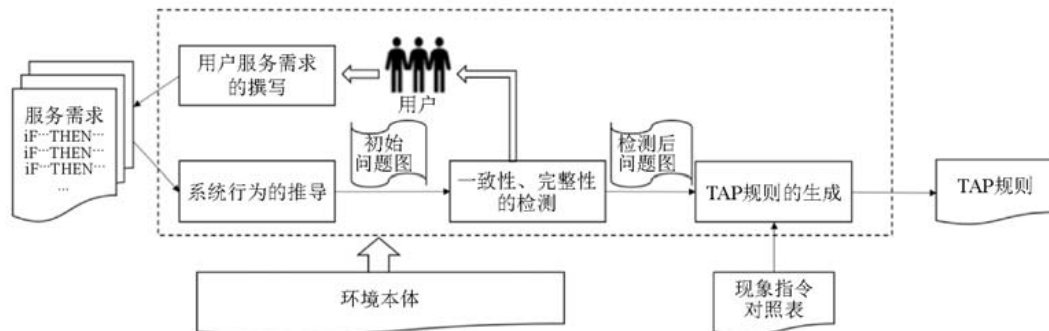 用户服务需求
的撰写
用户
服务需求
iF…THEN…
iF…THEN…
iF…THEN…
…
初始
问题图
检测后
问题图
系统行为的推导
一致性、完整性
的检测
TAP规则的生成
TAP规则
环境本体
现象指令
对照表